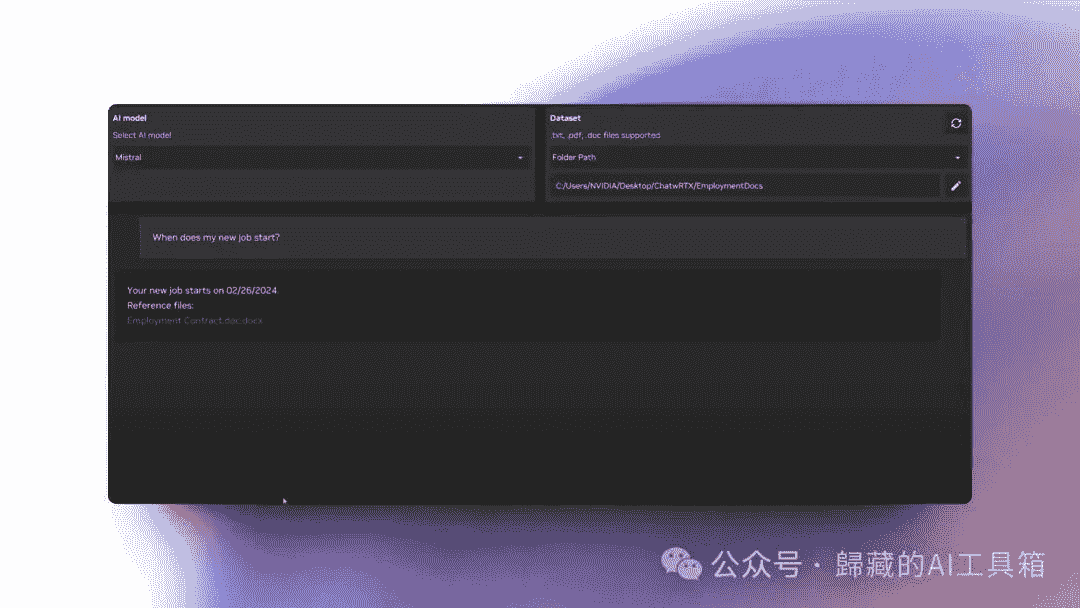 AI model
Select AI model
Mistral
Dataset
.txt, .pdf, .doc files supported
Folder Path
C:/Users/NVIDIA/Desktop/ChatwRTX/EmploymentDocs
When does my new job start?
Your new job starts on 02/26/2024
Reference files:
Employment Contract.doc.docx
公众号 · 歸藏的AI工具箱